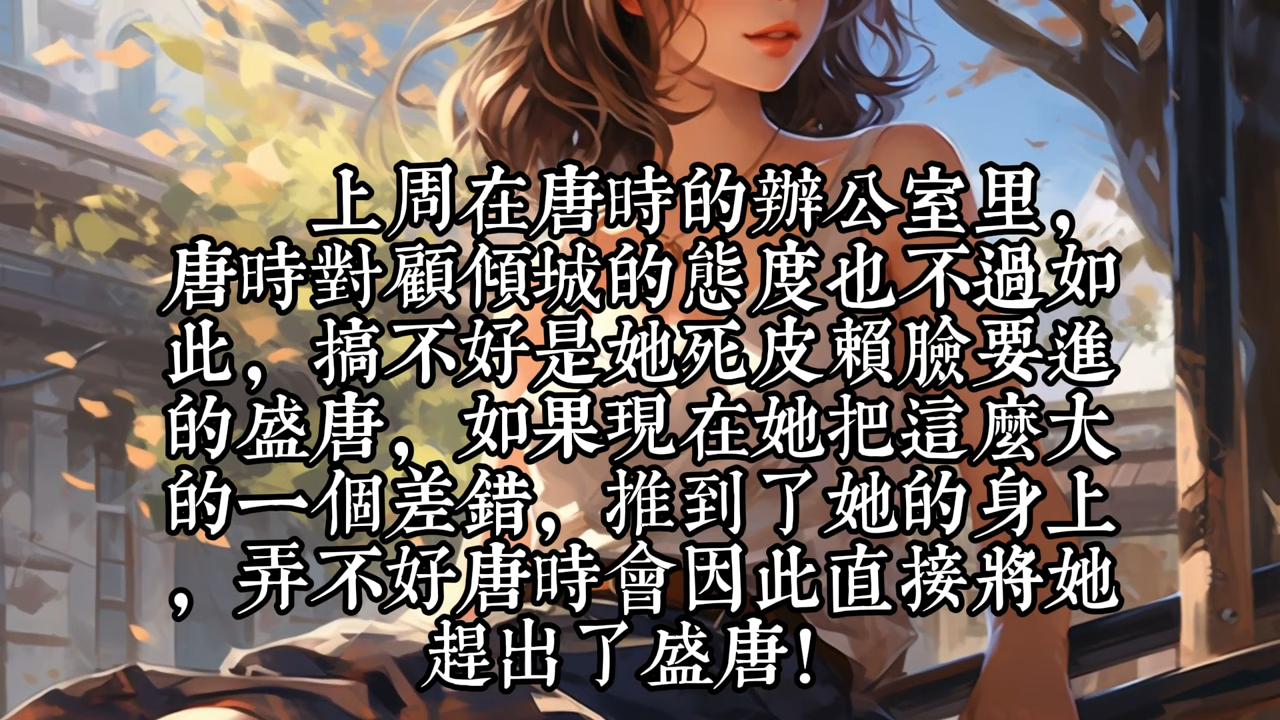 上周在唐時的辦公室里，
唐時對顧傾城的態度也不過如
此，搞不好是她死皮賴臉要進
的盛唐，如果現在她把這麼大
的一個差錯，推到了她的身上
，弄不好唐時會因此直接將她
趕出了盛唐！